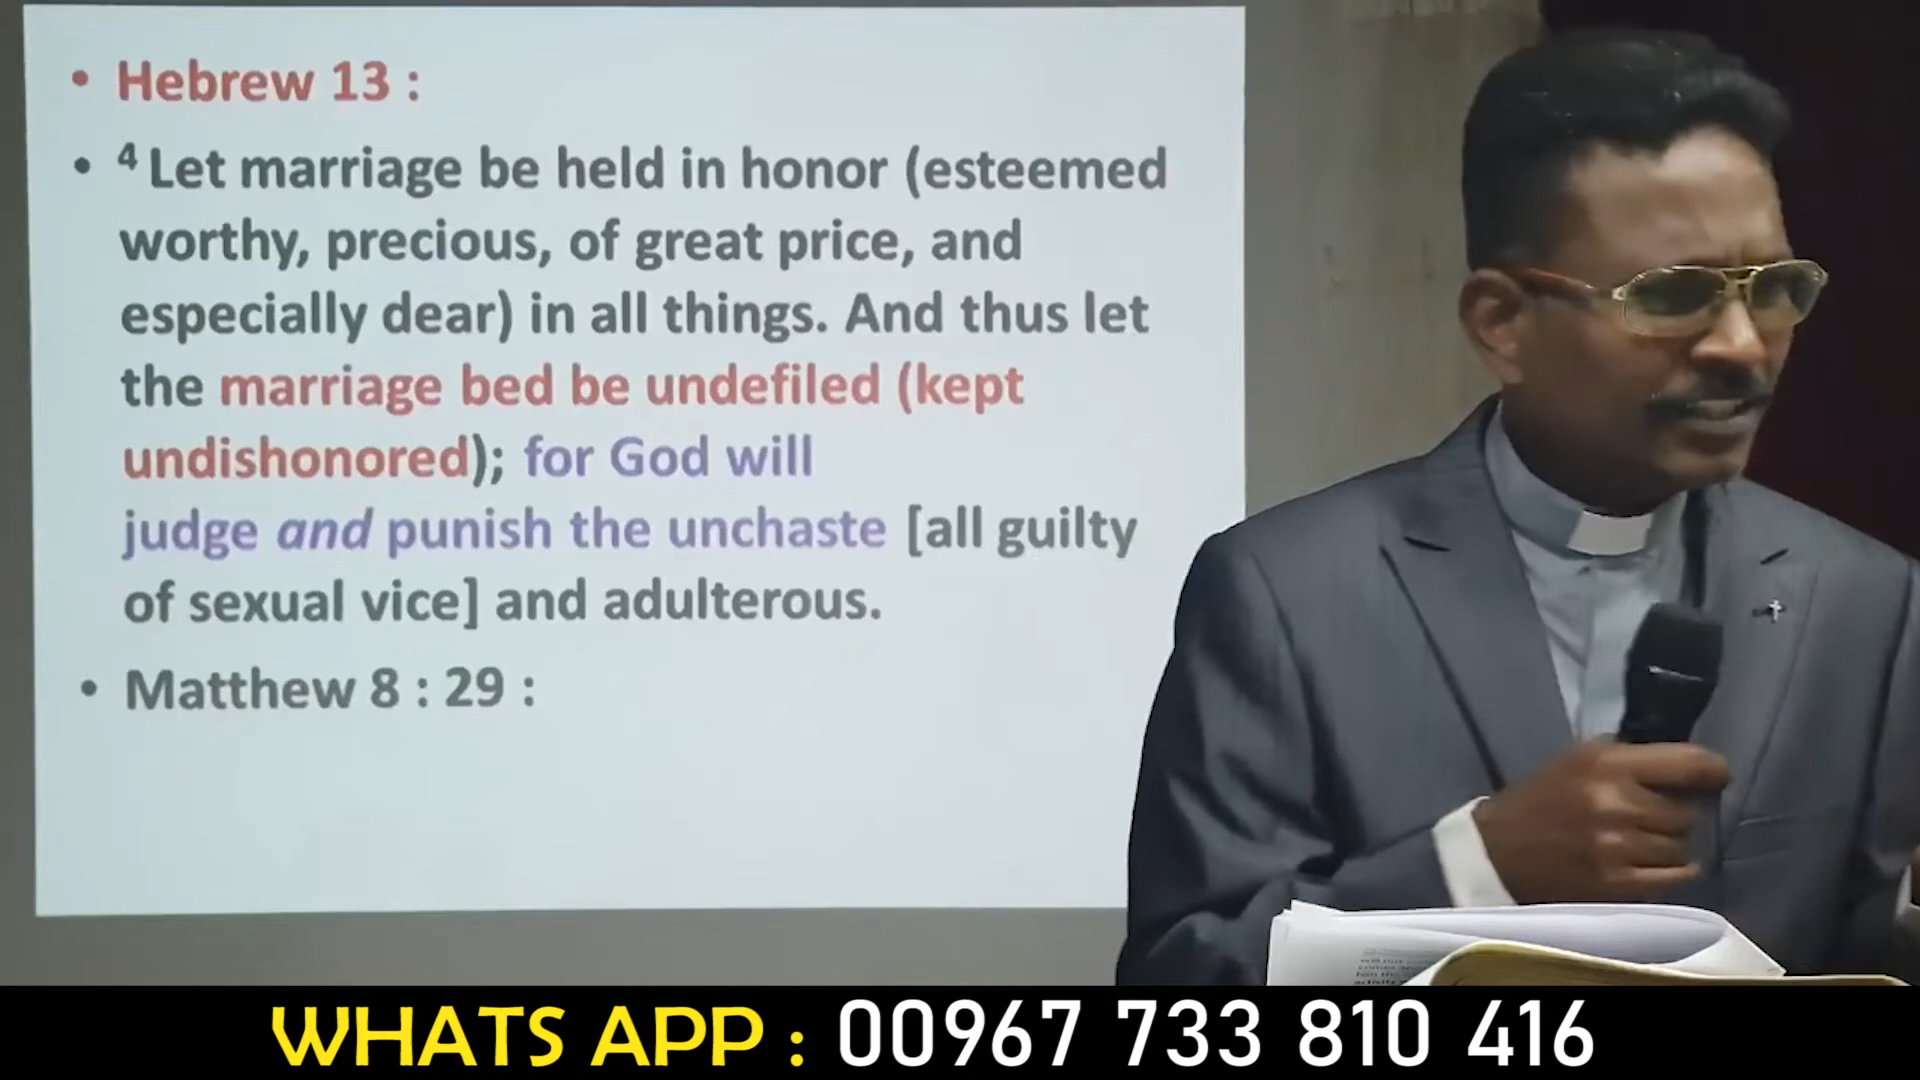 • Hebrew 13 :
• ⁴ Let marriage be held in honor (esteemed
worthy, precious, of great price, and
especially dear) in all things. And thus let
the marriage bed be undefiled (kept
undishonored); for God will
judge and punish the unchaste [all guilty
of sexual vice] and adulterous.
• Matthew 8 : 29 :
WHATS APP : 00967 733 810 416